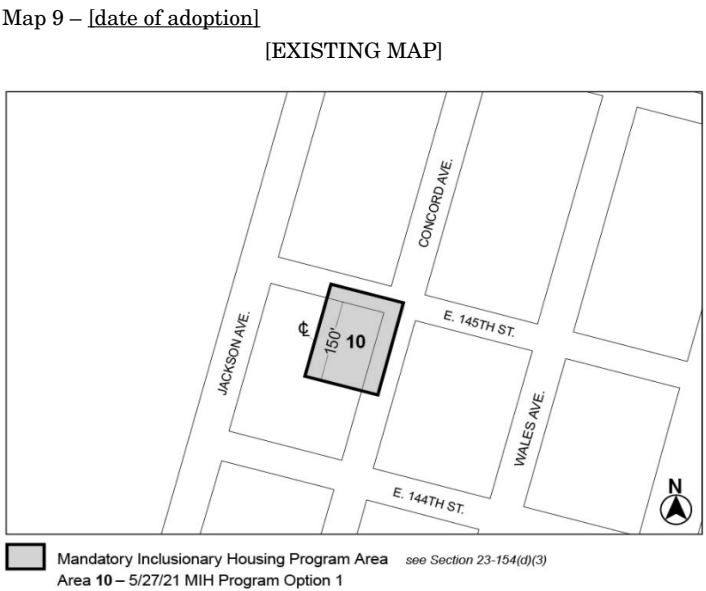 Map 9 – [date of adoption]
[EXISTING MAP]
CONCORD AVE.
E. 145TH ST.
JACKSON AVE.
℄
150'
10
WALES AVE.
E. 144TH ST.
N
Mandatory Inclusionary Housing Program Area see Section 23-154(d)(3)
Area 10 – 5/27/21 MIH Program Option 1